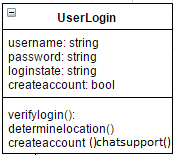 UserLogin
username: string
password: string
loginstate: string
createaccount: bool
verifylogin():
determinelocation()
createaccount ()chatsupport()